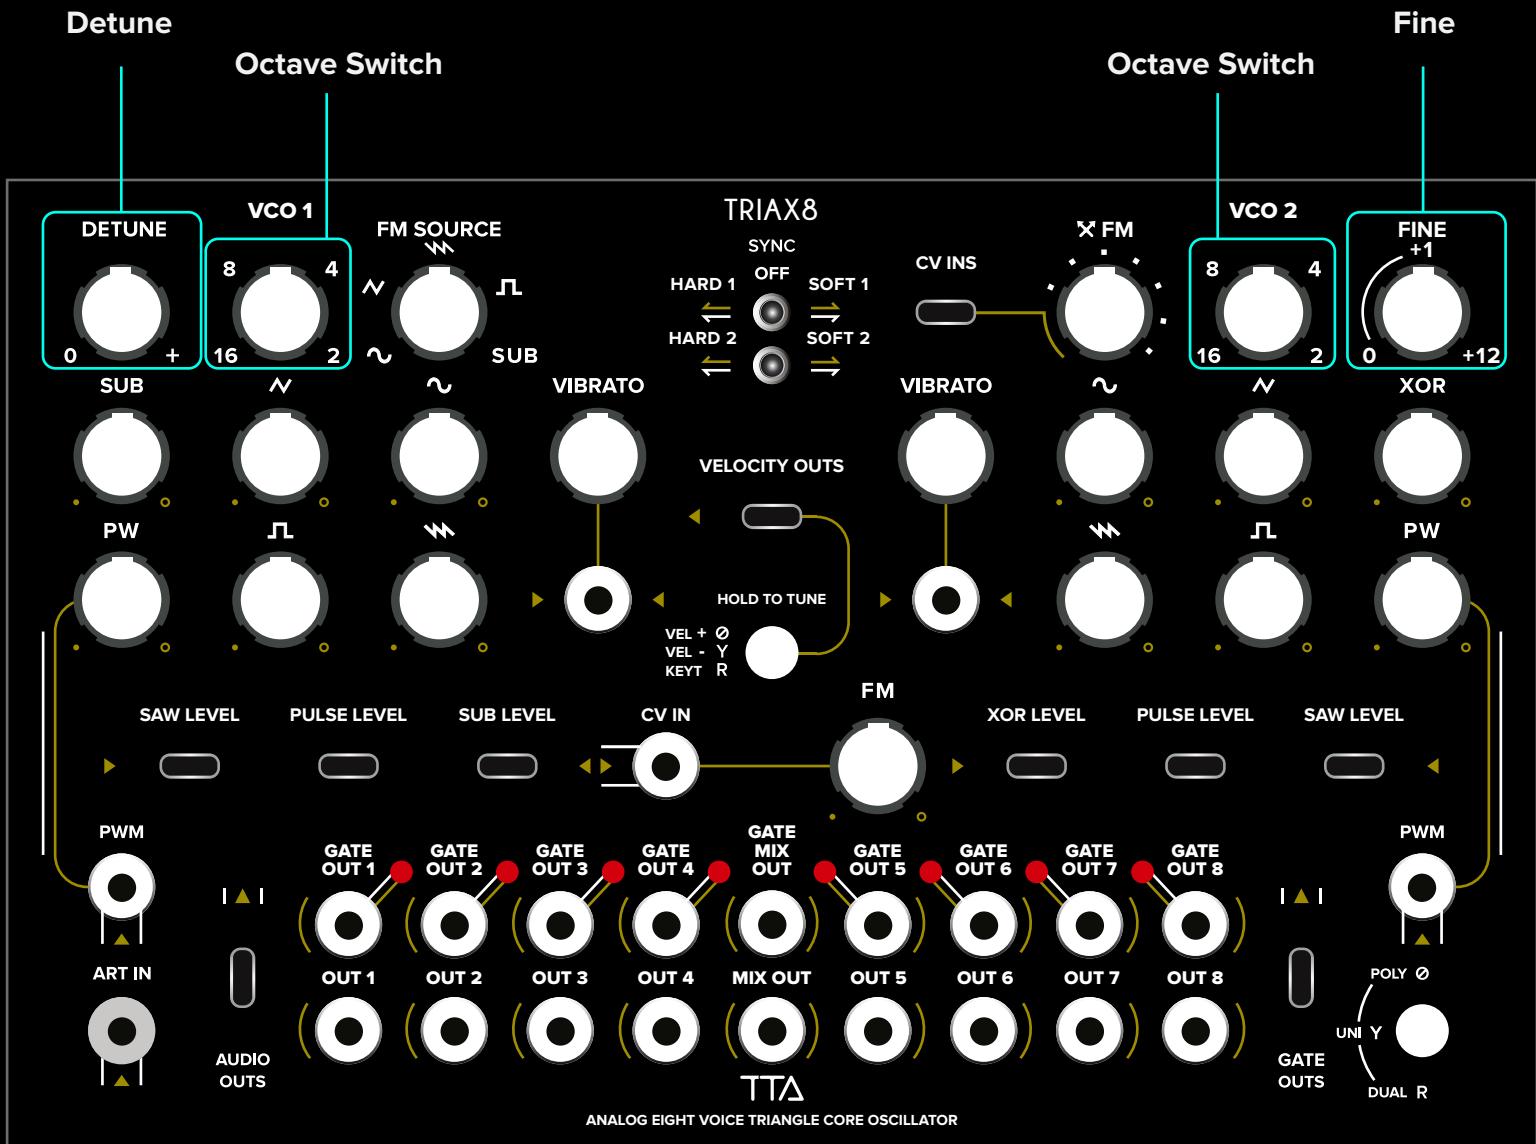 Detune
Fine
Octave Switch
Octave Switch
VCO 1
TRIAX8
VCO 2
DETUNE
FM SOURCE
FM
FINE
SYNC
+1
CV INS
8 4
OFF
8 4
HARD 1 SOFT 1
HARD 2 SOFT 2
0 +
16 2
SUB
16 2
0 +12
SUB
VIBRATO
VIBRATO
XOR
VELOCITY OUTS
PW
PW
HOLD TO TUNE
VEL + Ø
VEL - Y
KEYT R
FM
SAW LEVEL
PULSE LEVEL
SUB LEVEL
CV IN
XOR LEVEL
PULSE LEVEL
SAW LEVEL
PWM
PWM
GATE OUT 1
GATE OUT 2
GATE OUT 3
GATE OUT 4
GATE MIX OUT
GATE OUT 5
GATE OUT 6
GATE OUT 7
GATE OUT 8
ART IN
OUT 1
OUT 2
OUT 3
OUT 4
MIX OUT
OUT 5
OUT 6
OUT 7
OUT 8
POLY Ø
UNI Y
DUAL R
AUDIO OUTS
GATE OUTS
TTA
ANALOG EIGHT VOICE TRIANGLE CORE OSCILLATOR